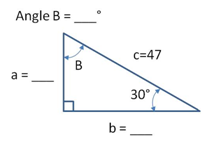 Angle B = ___°
c=47
B
a = ___
30°
b = ___